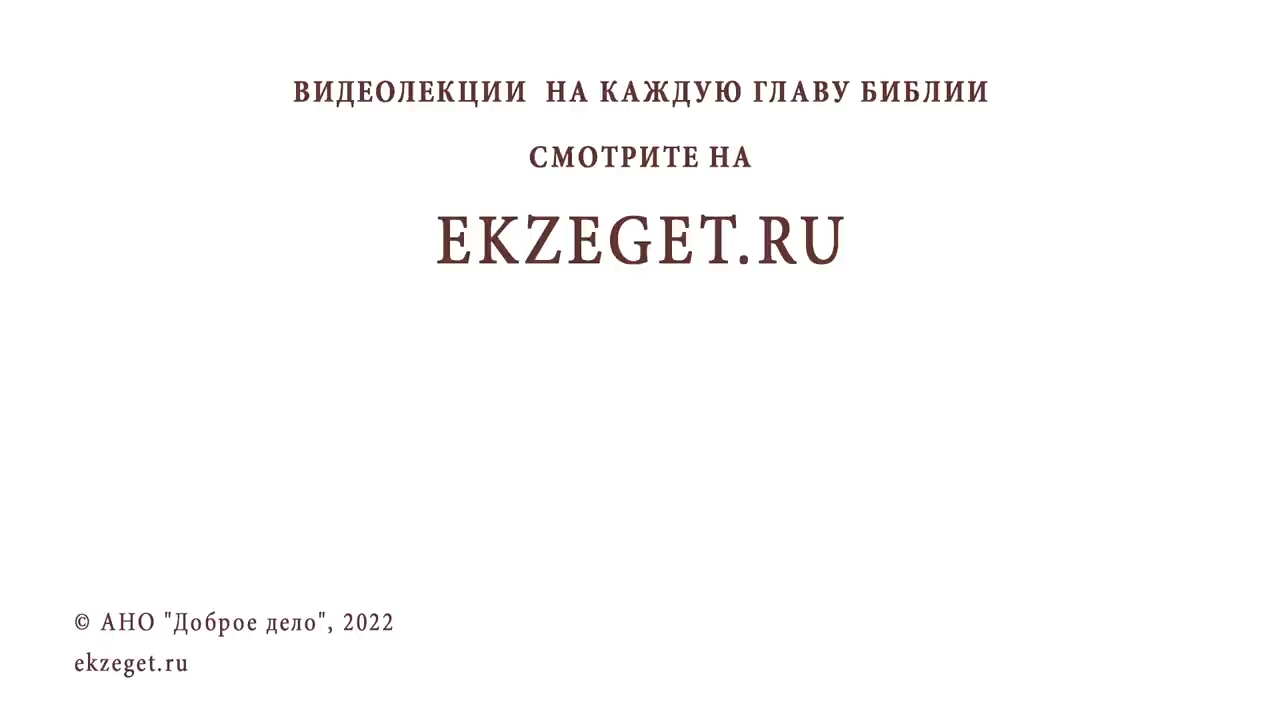 ВИДЕОЛЕКЦИИ НА КАЖДУЮ ГЛАВУ БИБЛИИ
СМОТРИТЕ НА
EKZEGET.RU
© АНО "Доброе дело", 2022
ekzeget.ru